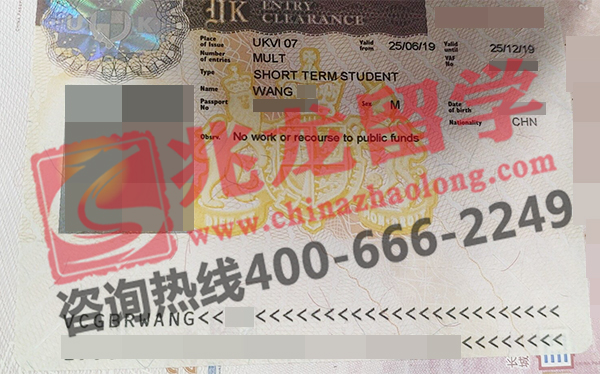 UK ENTRY CLEARANCE
Place of Issue UKVI 07 Valid from 25/06/19 Valid until 25/12/19
Number of entries MULT VAF No
Type SHORT TERM STUDENT
Name WANG
Passport No Sex M Date of birth
Nationality CHN
Obsrv. No work or recourse to public funds
兆龙留学
www.chinazhaolong.com
咨询热线400-666-2249
VCGBRWANG<< <<<<<<<<<<<<<<<<<<<<<<<
<<<<<<<<